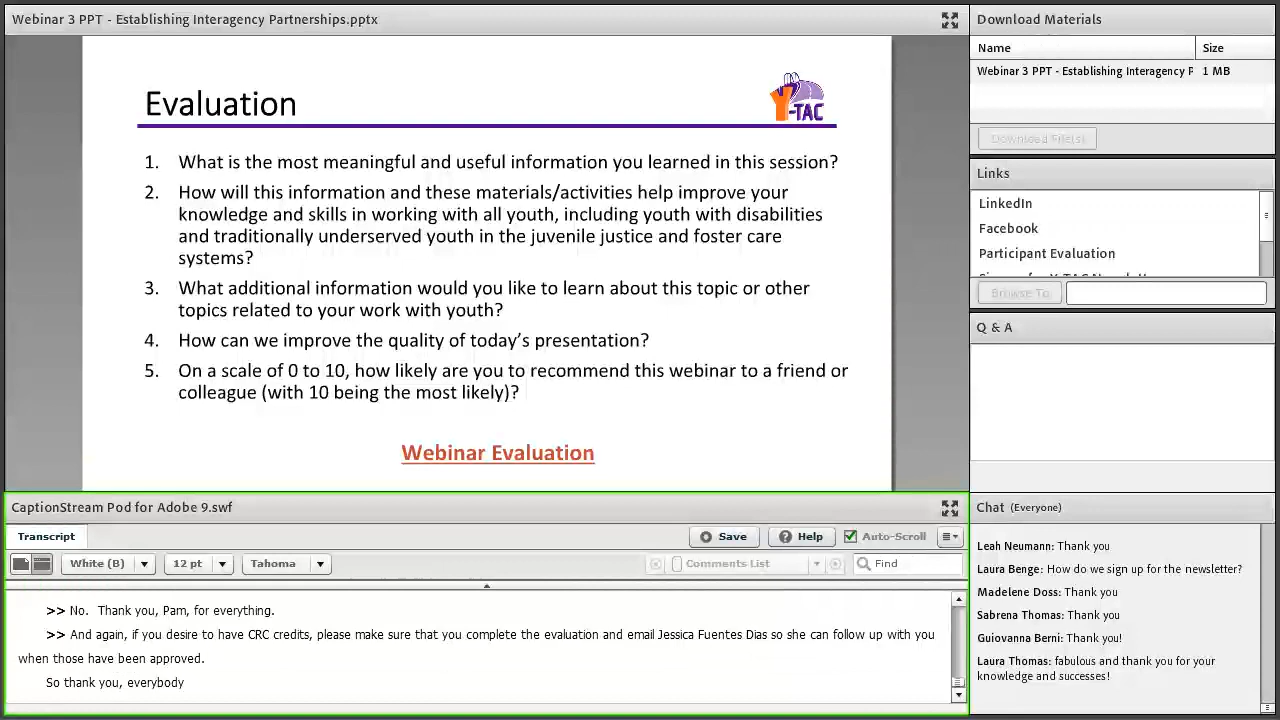 Webinar 3 PPT - Establishing Interagency Partnerships.pptx
Evaluation
Y-TAC
1. What is the most meaningful and useful information you learned in this session?
2. How will this information and these materials/activities help improve your
knowledge and skills in working with all youth, including youth with disabilities
and traditionally underserved youth in the juvenile justice and foster care
systems?
3. What additional information would you like to learn about this topic or other
topics related to your work with youth?
4. How can we improve the quality of today's presentation?
5. On a scale of 0 to 10, how likely are you to recommend this webinar to a friend or
colleague (with 10 being the most likely)?
Webinar Evaluation
CaptionStream Pod for Adobe 9.swf
Transcript
Save
Help
Auto-Scroll
White (B)
12 pt
Tahoma
Comments List
Find
>> No. Thank you, Pam, for everything.
>> And again, if you desire to have CRC credits, please make sure that you complete the evaluation and email Jessica Fuentes Dias so she can follow up with you
when those have been approved.
So thank you, everybody
Download Materials
Name Size
Webinar 3 PPT - Establishing Interagency P 1 MB
Download File(s)
Links
LinkedIn
Facebook
Participant Evaluation
Browse To
Q & A
Chat (Everyone)
Leah Neumann: Thank you
Laura Benge: How do we sign up for the newsletter?
Madelene Doss: Thank you
Sabrena Thomas: Thank you
Guiovanna Berni: Thank you!
Laura Thomas: fabulous and thank you for your
knowledge and successes!